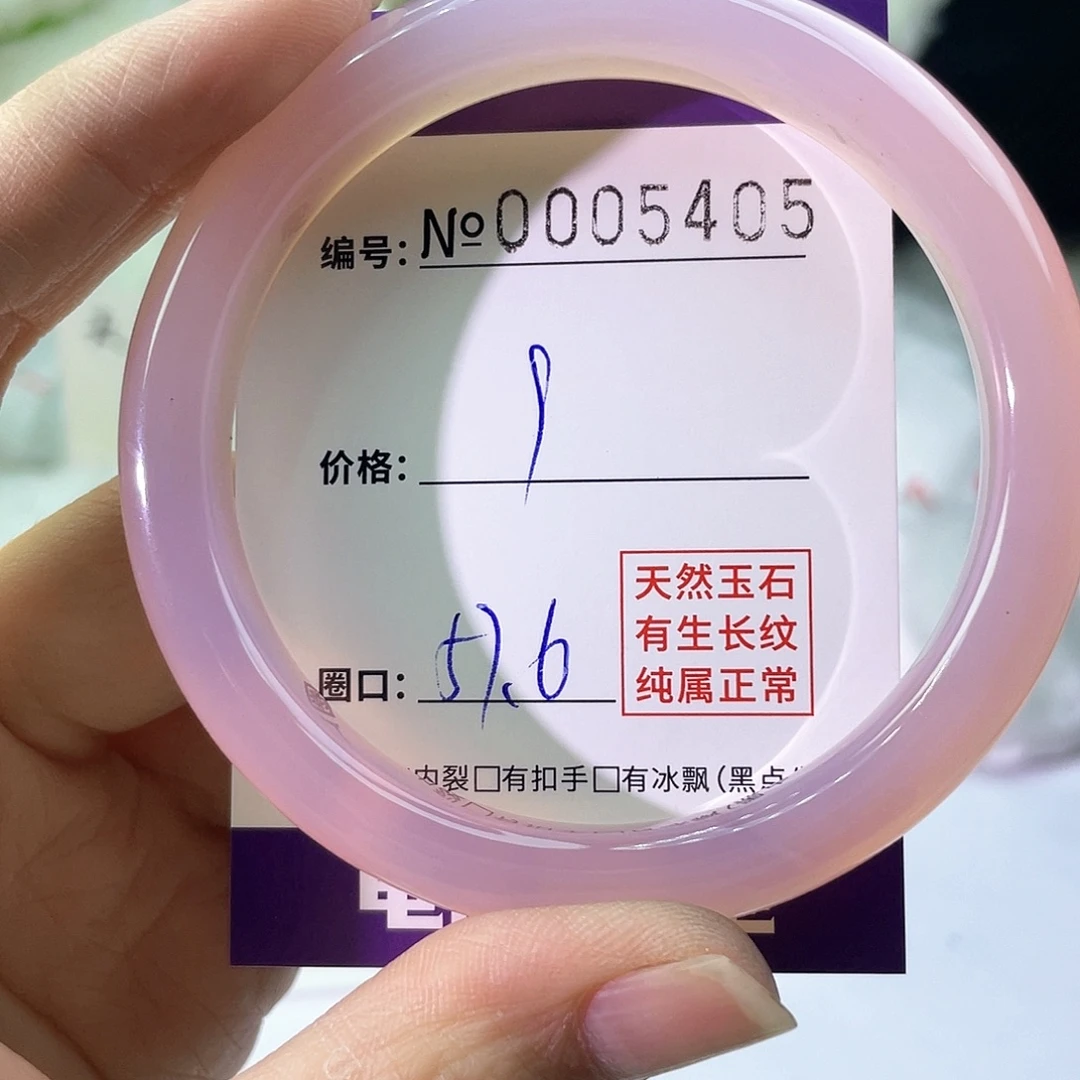 编号: №0005405
价格:
圈口: 57.6
天然玉石
有生长纹
纯属正常
内裂□有扣手□有冰飘(黑点